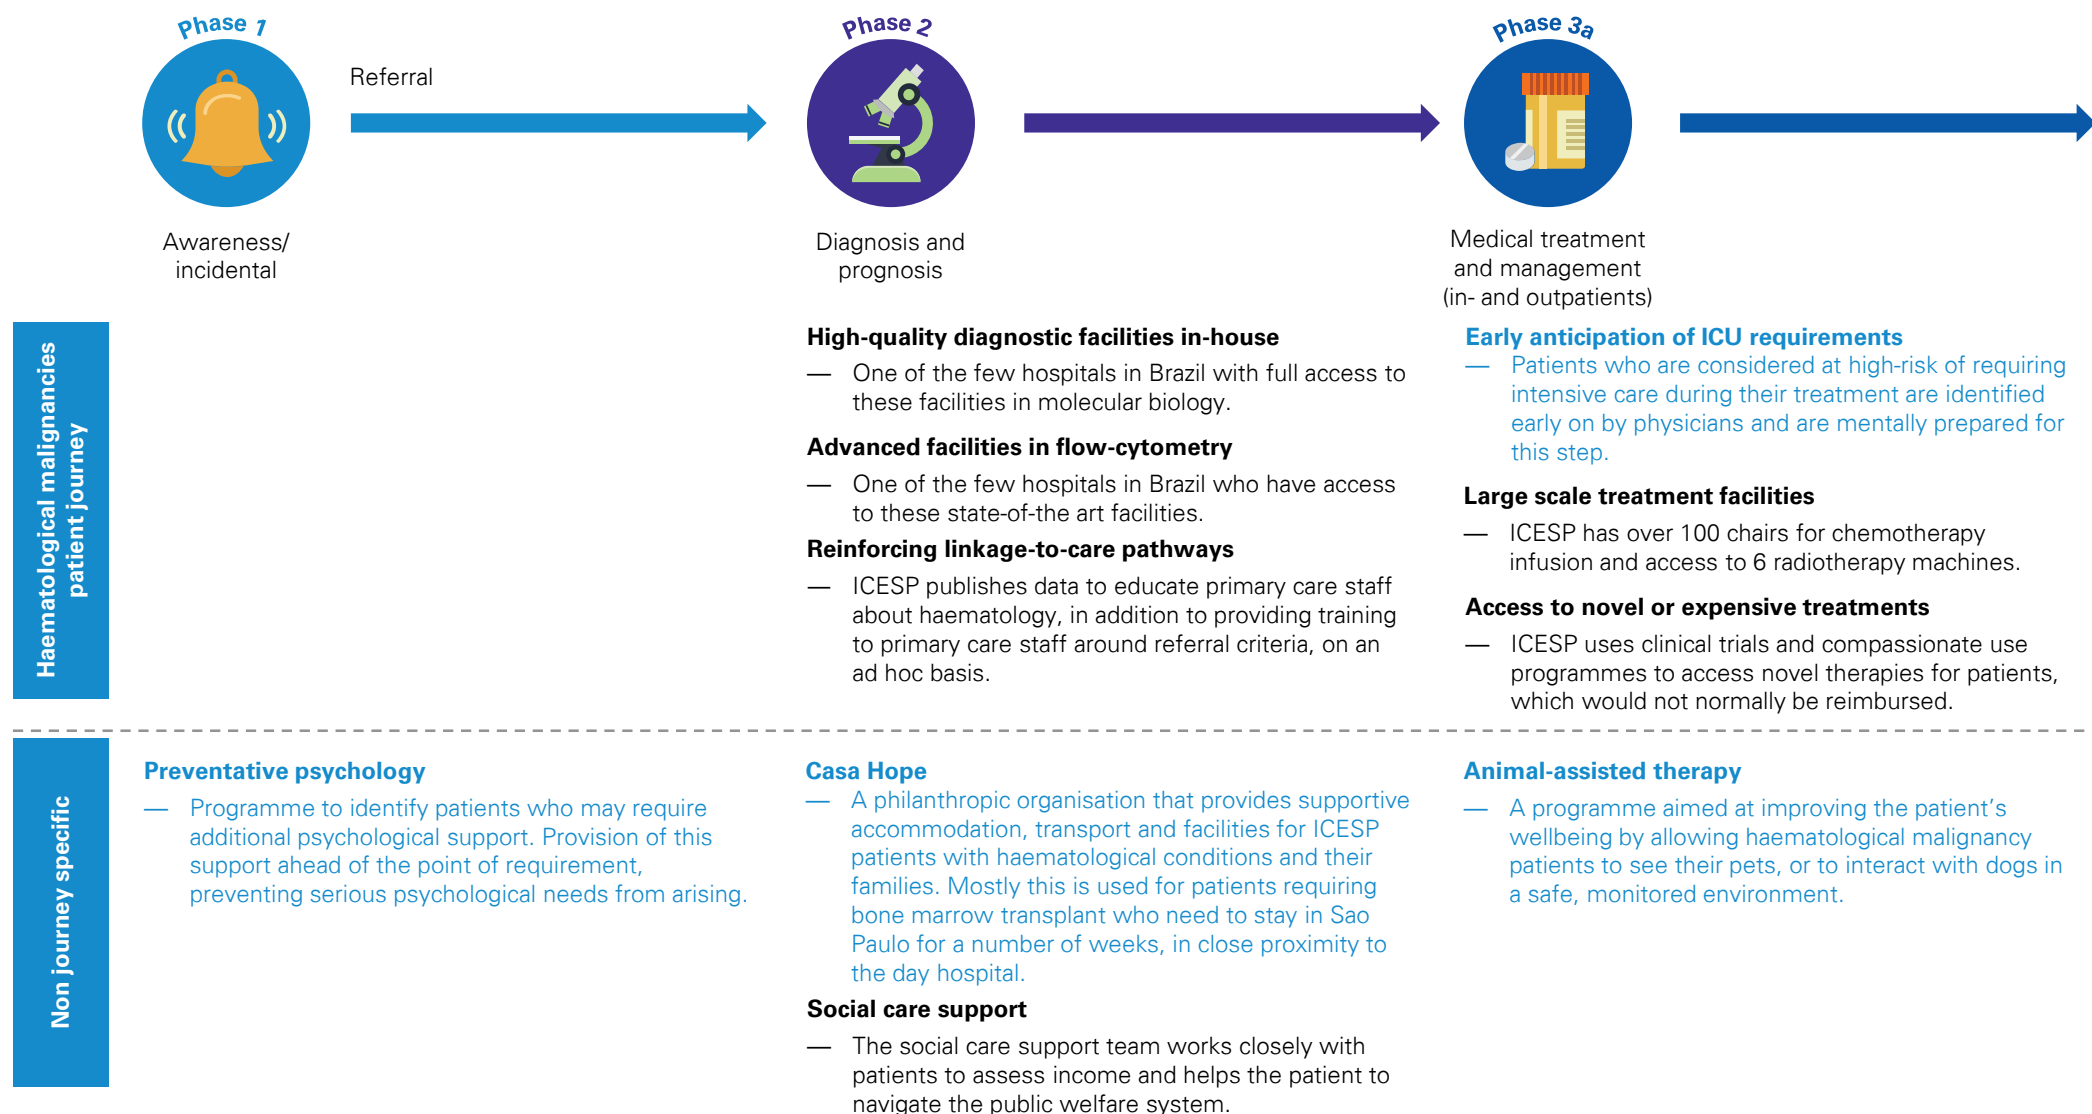 Phase 1
Referral
Phase 2
Phase 3a
Awareness/
incidental
Diagnosis and
prognosis
Medical treatment
and management
(in- and outpatients)
Haematological malignancies
patient journey
High-quality diagnostic facilities in-house
— One of the few hospitals in Brazil with full access to
these facilities in molecular biology.
Advanced facilities in flow-cytometry
— One of the few hospitals in Brazil who have access
to these state-of-the art facilities.
Reinforcing linkage-to-care pathways
— ICESP publishes data to educate primary care staff
about haematology, in addition to providing training
to primary care staff around referral criteria, on an
ad hoc basis.
Early anticipation of ICU requirements
— Patients who are considered at high-risk of requiring
intensive care during their treatment are identified
early on by physicians and are mentally prepared for
this step.
Large scale treatment facilities
— ICESP has over 100 chairs for chemotherapy
infusion and access to 6 radiotherapy machines.
Access to novel or expensive treatments
— ICESP uses clinical trials and compassionate use
programmes to access novel therapies for patients,
which would not normally be reimbursed.
Non journey specific
Preventative psychology
— Programme to identify patients who may require
additional psychological support. Provision of this
support ahead of the point of requirement,
preventing serious psychological needs from arising.
Casa Hope
— A philanthropic organisation that provides supportive
accommodation, transport and facilities for ICESP
patients with haematological conditions and their
families. Mostly this is used for patients requiring
bone marrow transplant who need to stay in Sao
Paulo for a number of weeks, in close proximity to
the day hospital.
Social care support
— The social care support team works closely with
patients to assess income and helps the patient to
navigate the public welfare system.
Animal-assisted therapy
— A programme aimed at improving the patient's
wellbeing by allowing haematological malignancy
patients to see their pets, or to interact with dogs in
a safe, monitored environment.